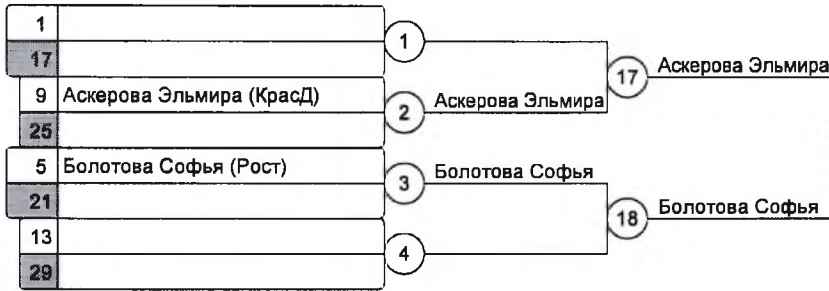 1
1
17
17 Аскерова Эльмира
9 Аскерова Эльмира (КрасД)
2 Аскерова Эльмира
25
5 Болотова Софья (Рост)
3 Болотова Софья
21
18 Болотова Софья
13
4
29